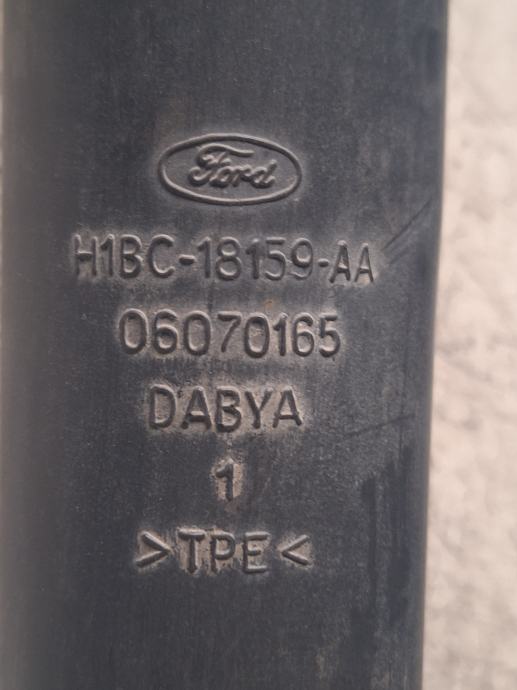 Ford
H1BC-18159-AA
06070165
DABYA
1
>TPE<